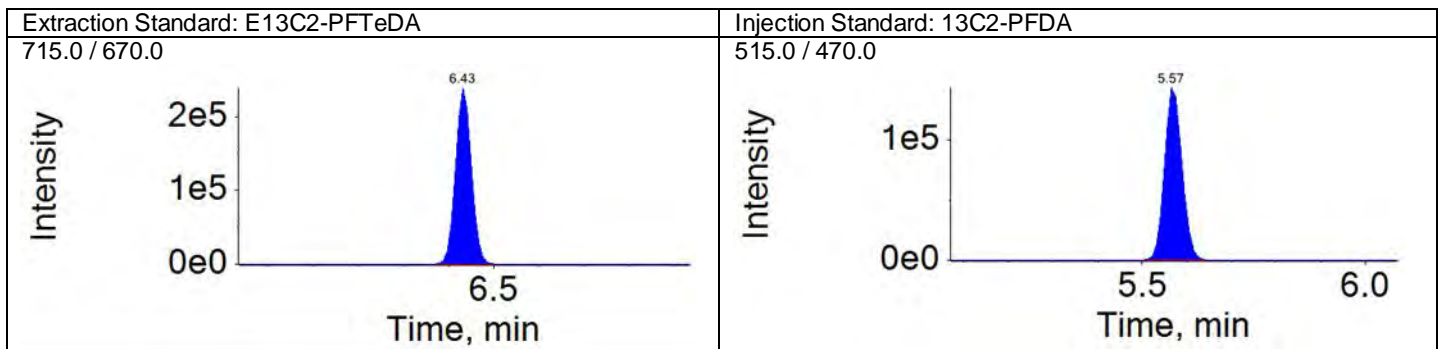 Extraction Standard: E13C2-PFTeDA
715.0 / 670.0
6.43
2e5
1e5
0e0
Intensity
6.5
Time, min
Injection Standard: 13C2-PFDA
515.0 / 470.0
5.57
1e5
0e0
Intensity
5.5
6.0
Time, min